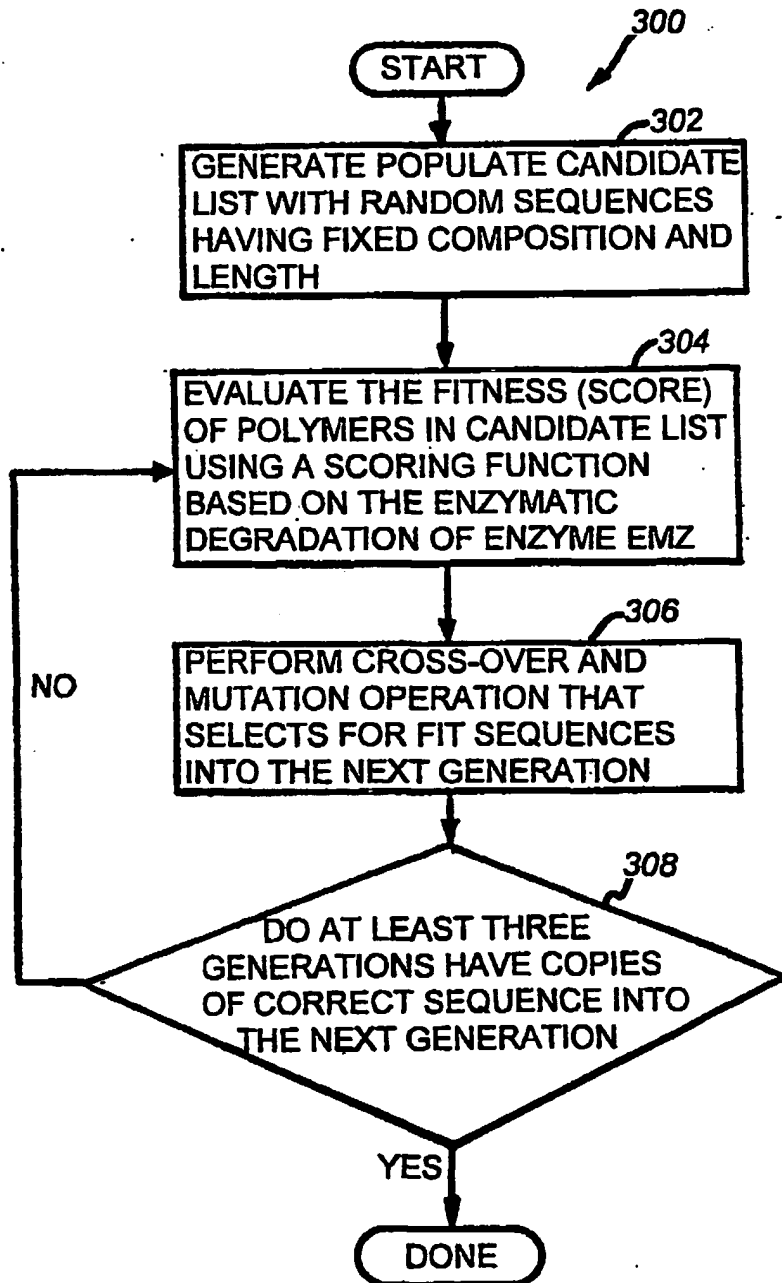 300
START
302
GENERATE POPULATE CANDIDATE
LIST WITH RANDOM SEQUENCES
HAVING FIXED COMPOSITION AND
LENGTH
304
EVALUATE THE FITNESS (SCORE)
OF POLYMERS IN CANDIDATE LIST
USING A SCORING FUNCTION
BASED ON THE ENZYMATIC
DEGRADATION OF ENZYME EMZ
306
PERFORM CROSS-OVER AND
MUTATION OPERATION THAT
SELECTS FOR FIT SEQUENCES
INTO THE NEXT GENERATION
NO
308
DO AT LEAST THREE
GENERATIONS HAVE COPIES
OF CORRECT SEQUENCE INTO
THE NEXT GENERATION
YES
DONE